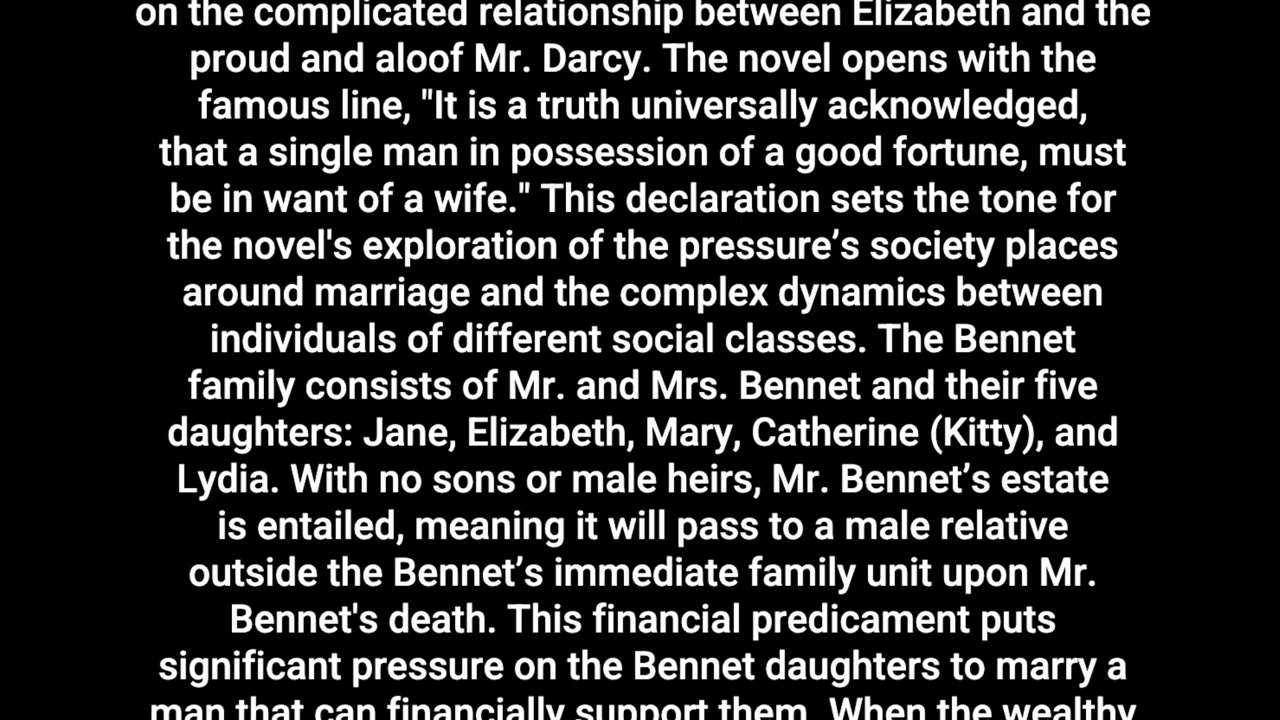 on the complicated relationship between Elizabeth and the
proud and aloof Mr. Darcy. The novel opens with the
famous line, "It is a truth universally acknowledged,
that a single man in possession of a good fortune, must
be in want of a wife." This declaration sets the tone for
the novel's exploration of the pressure’s society places
around marriage and the complex dynamics between
individuals of different social classes. The Bennet
family consists of Mr. and Mrs. Bennet and their five
daughters: Jane, Elizabeth, Mary, Catherine (Kitty), and
Lydia. With no sons or male heirs, Mr. Bennet’s estate
is entailed, meaning it will pass to a male relative
outside the Bennet’s immediate family unit upon Mr.
Bennet's death. This financial predicament puts
significant pressure on the Bennet daughters to marry a
man that can financially support them. When the wealthy